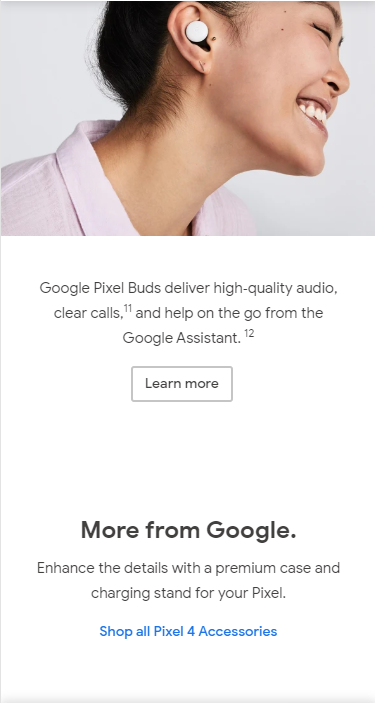 Google Pixel Buds deliver high-quality audio,
clear calls,11 and help on the go from the
Google Assistant. 12
Learn more
More from Google.
Enhance the details with a premium case and
charging stand for your Pixel.
Shop all Pixel 4 Accessories